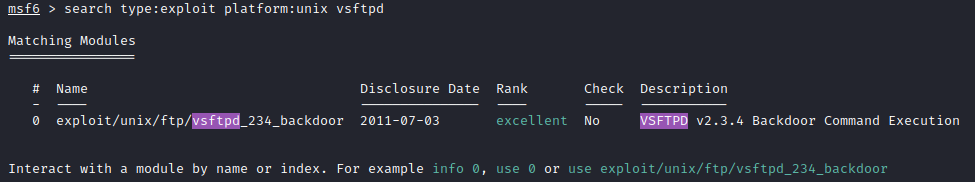 msf6 > search type:exploit platform:unix vsftpd
Matching Modules
================
# Name Disclosure Date Rank Check Description
- ---- --------------- ---- ----- -----------
0 exploit/unix/ftp/vsftpd_234_backdoor 2011-07-03 excellent No VSFTPD v2.3.4 Backdoor Command Execution
Interact with a module by name or index. For example info 0, use 0 or use exploit/unix/ftp/vsftpd_234_backdoor